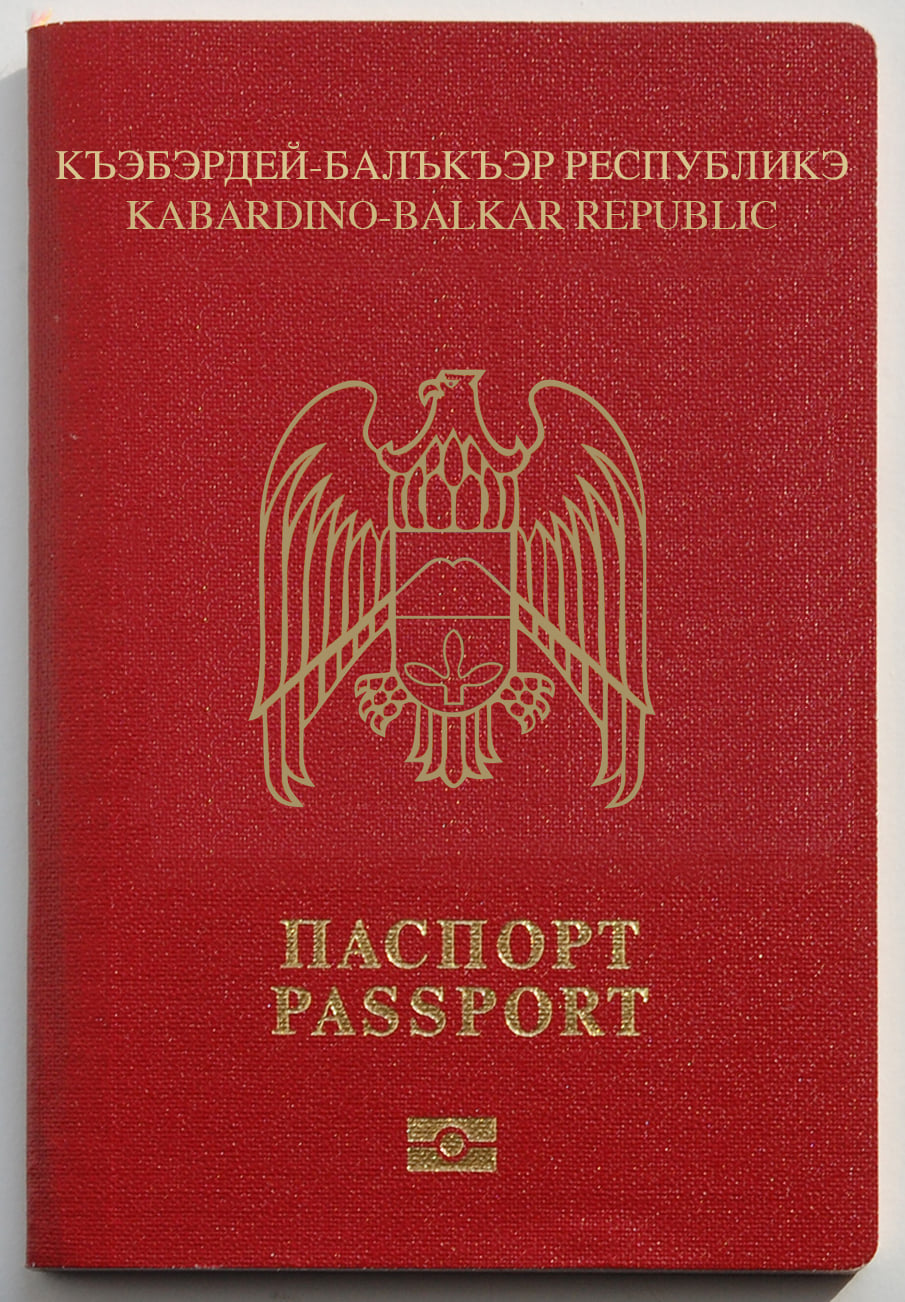 КЪЭБЭРДЕЙ-БАЛЪКЪЭР РЕСПУБЛИКЭ
KABARDINO-BALKAR REPUBLIC
ПАСПОРТ
PASSPORT